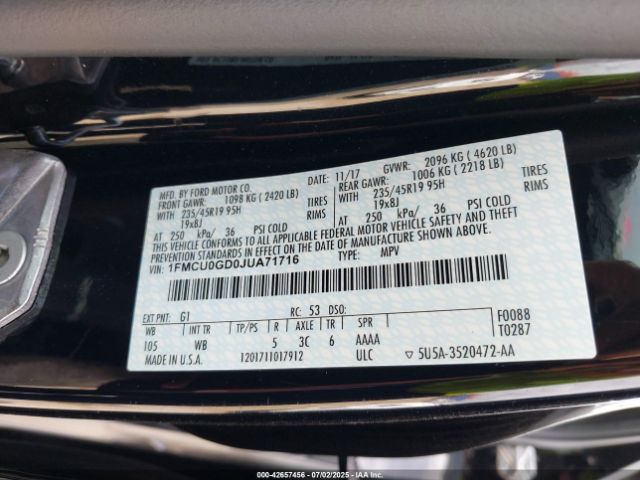 MFD. BY FORD MOTOR CO.
11/17
GVWR: 2096 KG ( 4620 LB)
FRONT GAWR: 1098 KG ( 2420 LB)
REAR GAWR: 1006 KG ( 2218 LB)
WITH 235/45R19 95H TIRES
WITH 235/45R19 95H TIRES
19x8J RIMS
19x8J RIMS
AT 250 kPa/ 36 PSI COLD
AT 250 kPa/ 36 PSI COLD
THIS VEHICLE CONFORMS TO ALL APPLICABLE FEDERAL MOTOR VEHICLE SAFETY AND THEFT
PREVENTION STANDARDS IN EFFECT ON THE DATE OF MANUFACTURE SHOWN ABOVE.
VIN: 1FMCU0GD0JUA71716
TYPE: MPV
EXT PNT: G1 RC: 53 DSO: F0088
WB INT TR TP/PS R AXLE TR SPR T0287
105 WB 5 3C 6 AAAA
MADE IN U.S.A. 1201711017912 ULC 5U5A-3520472-AA
000-42657456 | 07/02/2025 | IAAI.COM